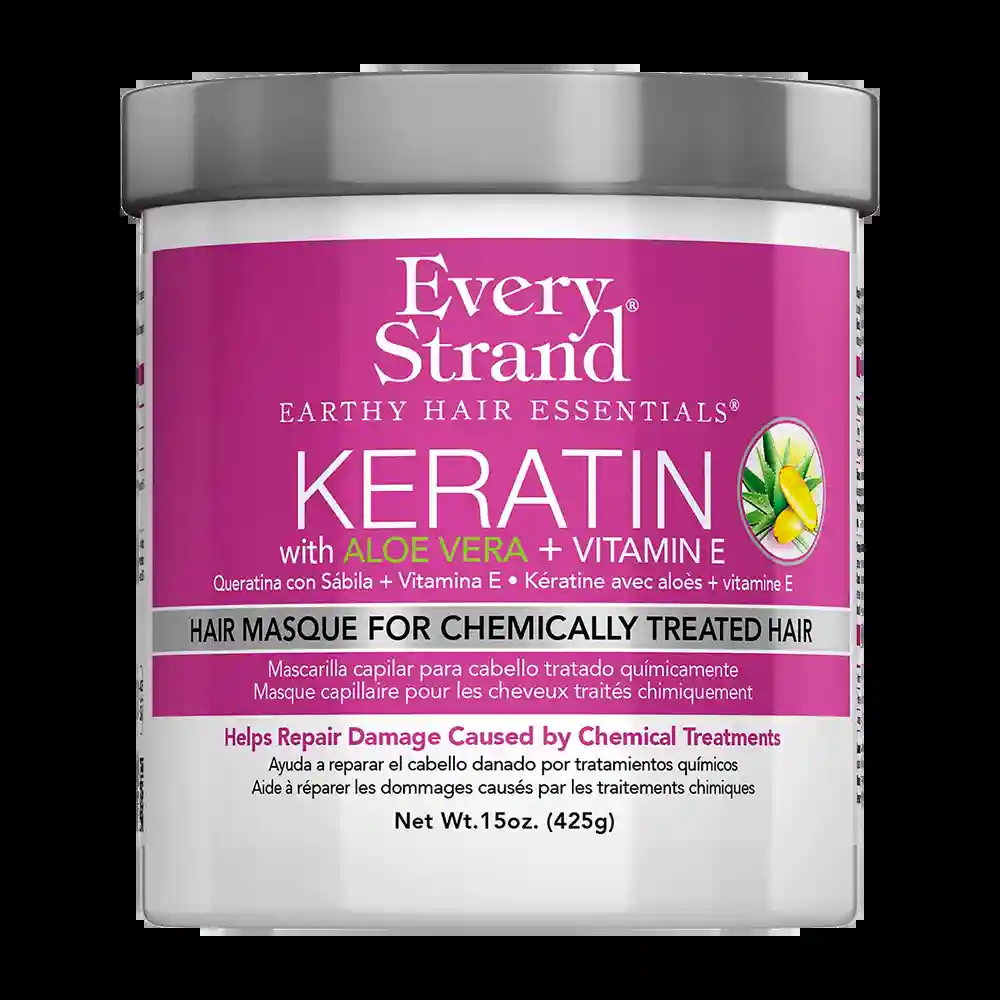 Every
Strand®
EARTHY HAIR ESSENTIALS®
KERATIN
with ALOE VERA + VITAMIN E
Queratina con Sábila + Vitamina E • Kératine avec aloès + vitamine E
HAIR MASQUE FOR CHEMICALLY TREATED HAIR
Mascarilla capilar para cabello tratado químicamente
Masque capillaire pour les cheveux traités chimiquement
Helps Repair Damage Caused by Chemical Treatments
Ayuda a reparar el cabello danado por tratamientos químicos
Aide à réparer les dommages causés par les traitements chimiques
Net Wt.15oz. (425g)